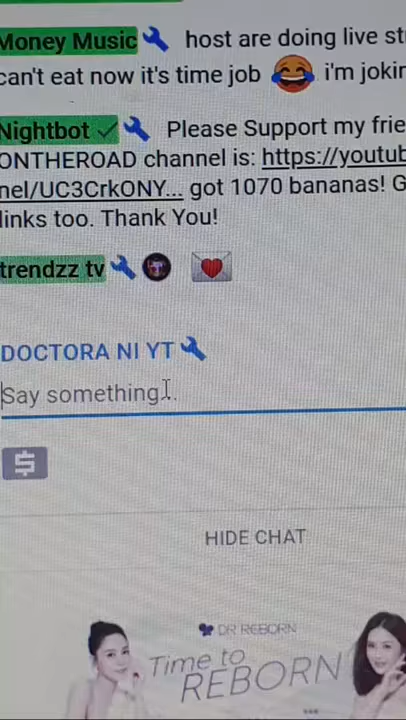 Money Music host are doing live st
can't eat now it's time job 😂 i'm jokin
Nightbot Please Support my frie
ONTHEROAD channel is: https://youtub
nel/UC3CrkONY... got 1070 bananas! G
links too. Thank You!
trendzz tv 💌
DOCTORA NI YT
Say something...
HIDE CHAT
DR REBORN
Time to
REBORN